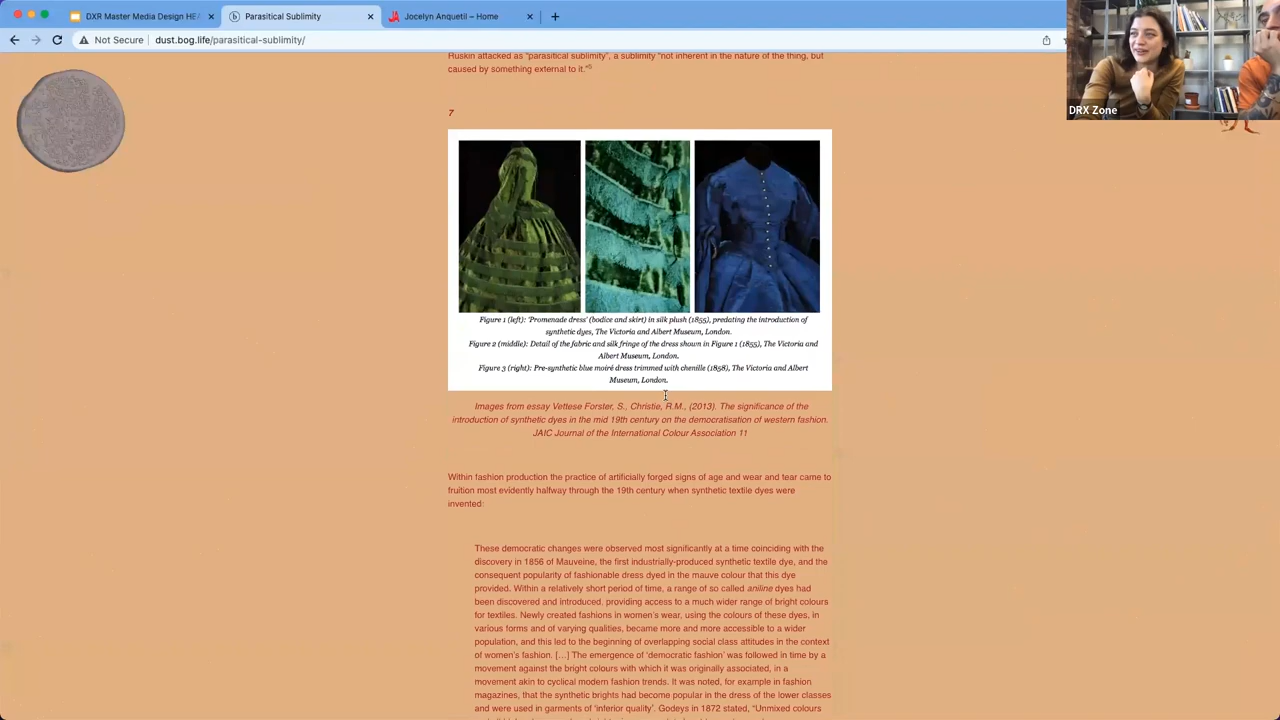 DXR Master Media Design HEA
Parasitical Sublimity
Jocelyn Anquetil – Home
Not Secure
dust.bog.life/parasitical-sublimity/
Ruskin attacked as “parasitical sublimity”, a sublimity “not inherent in the nature of the thing, but
caused by something external to it.”⁵
7
Figure 1 (left): 'Promenade dress' (bodice and skirt) in silk plush (1855), predating the introduction of
synthetic dyes, The Victoria and Albert Museum, London.
Figure 2 (middle): Detail of the fabric and silk fringe of the dress shown in Figure 1 (1855), The Victoria and
Albert Museum, London.
Figure 3 (right): Pre-synthetic blue moiré dress trimmed with chenille (1858), The Victoria and Albert
Museum, London.
Images from essay Vettese Forster, S., Christie, R.M., (2013). The significance of the
introduction of synthetic dyes in the mid 19th century on the democratisation of western fashion.
JAIC Journal of the International Colour Association 11
Within fashion production the practice of artificially forged signs of age and wear and tear came to
fruition most evidently halfway through the 19th century when synthetic textile dyes were
invented:
These democratic changes were observed most significantly at a time coinciding with the
discovery in 1856 of Mauveine, the first industrially-produced synthetic textile dye, and the
consequent popularity of fashionable dress dyed in the mauve colour that this dye
provided. Within a relatively short period of time, a range of so called aniline dyes had
been discovered and introduced, providing access to a much wider range of bright colours
for textiles. Newly created fashions in women's wear, using the colours of these dyes, in
various forms and of varying qualities, became more and more accessible to a wider
population, and this led to the beginning of overlapping social class attitudes in the context
of women's fashion. […] The emergence of 'democratic fashion' was followed in time by a
movement against the bright colours with which it was originally associated, in a
movement akin to cyclical modern fashion trends. It was noted, for example in fashion
magazines, that the synthetic brights had become popular in the dress of the lower classes
and were used in garments of 'inferior quality'. Godeys in 1872 stated, “Unmixed colours
DRX Zone